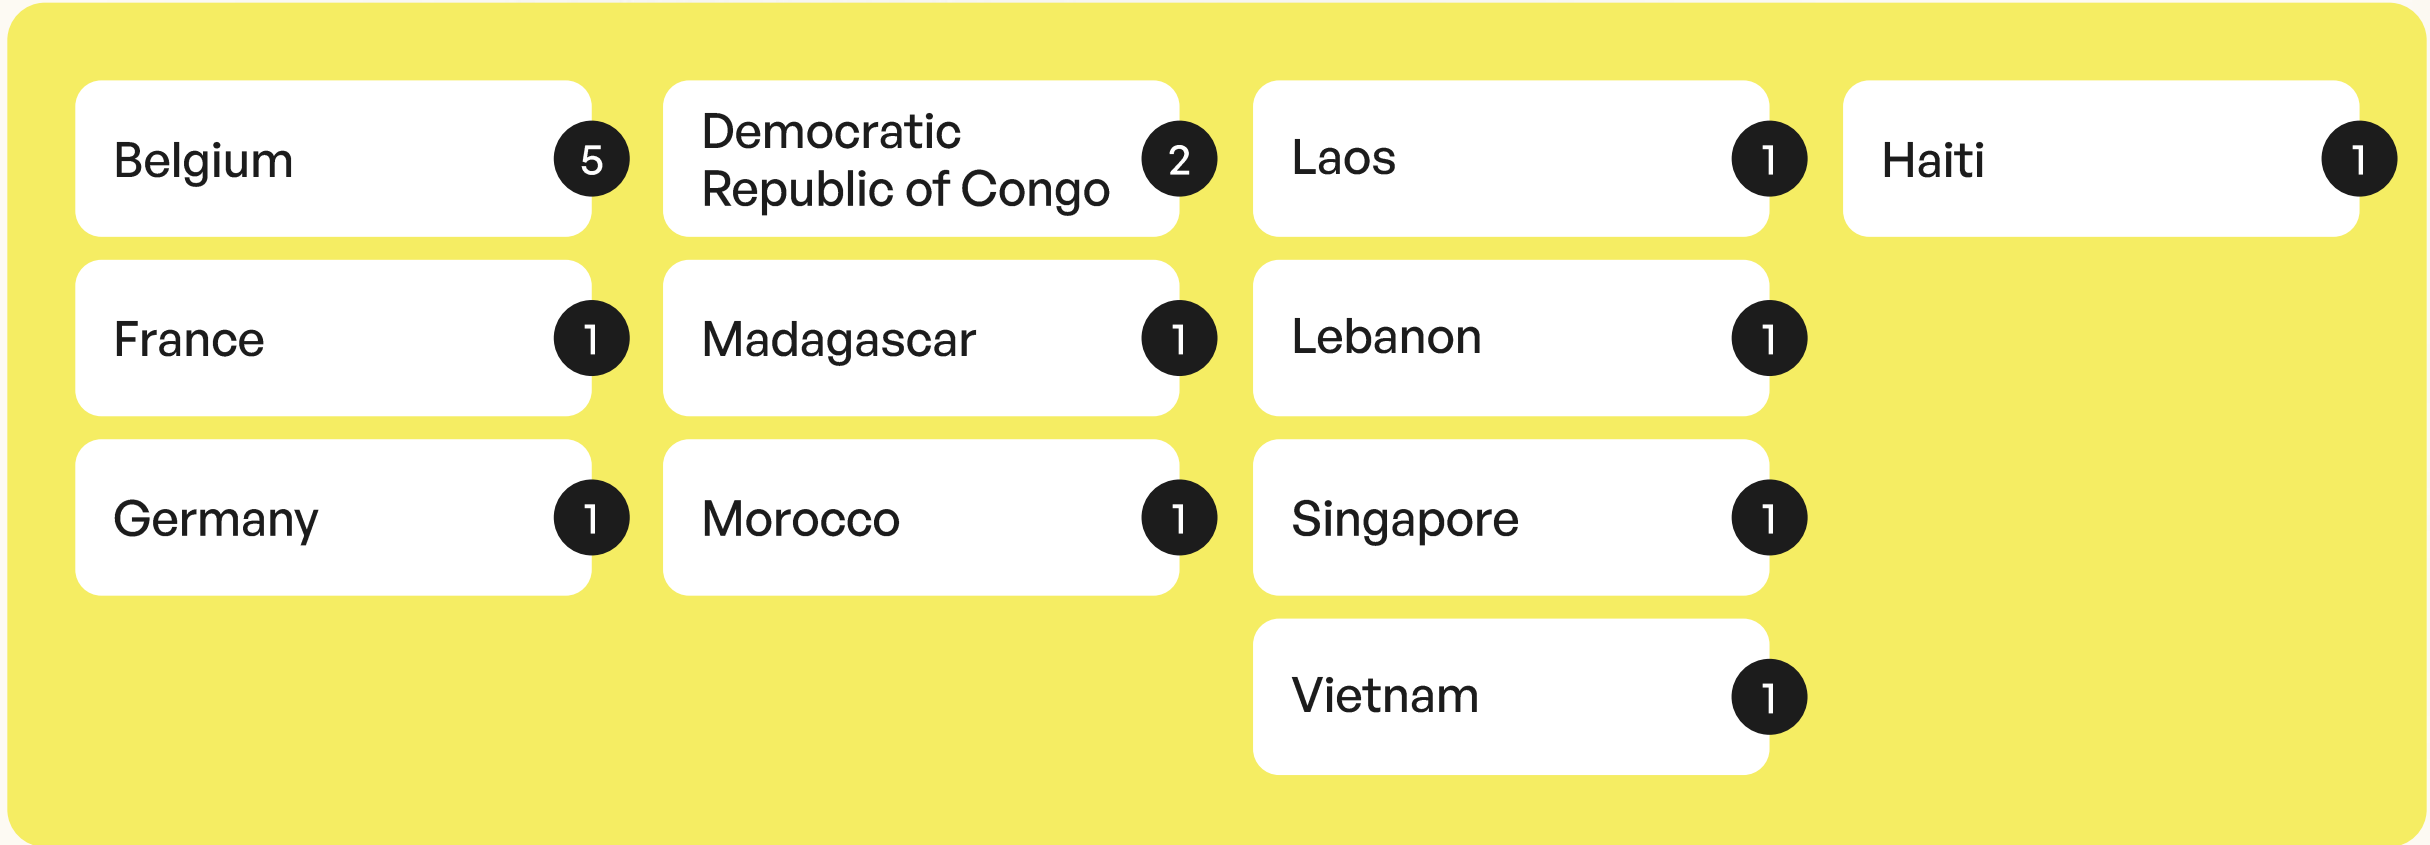 Belgium
5
France
1
Germany
1
Democratic
Republic of Congo
2
Madagascar
1
Morocco
1
Laos
1
Lebanon
1
Singapore
1
Vietnam
1
Haiti
1